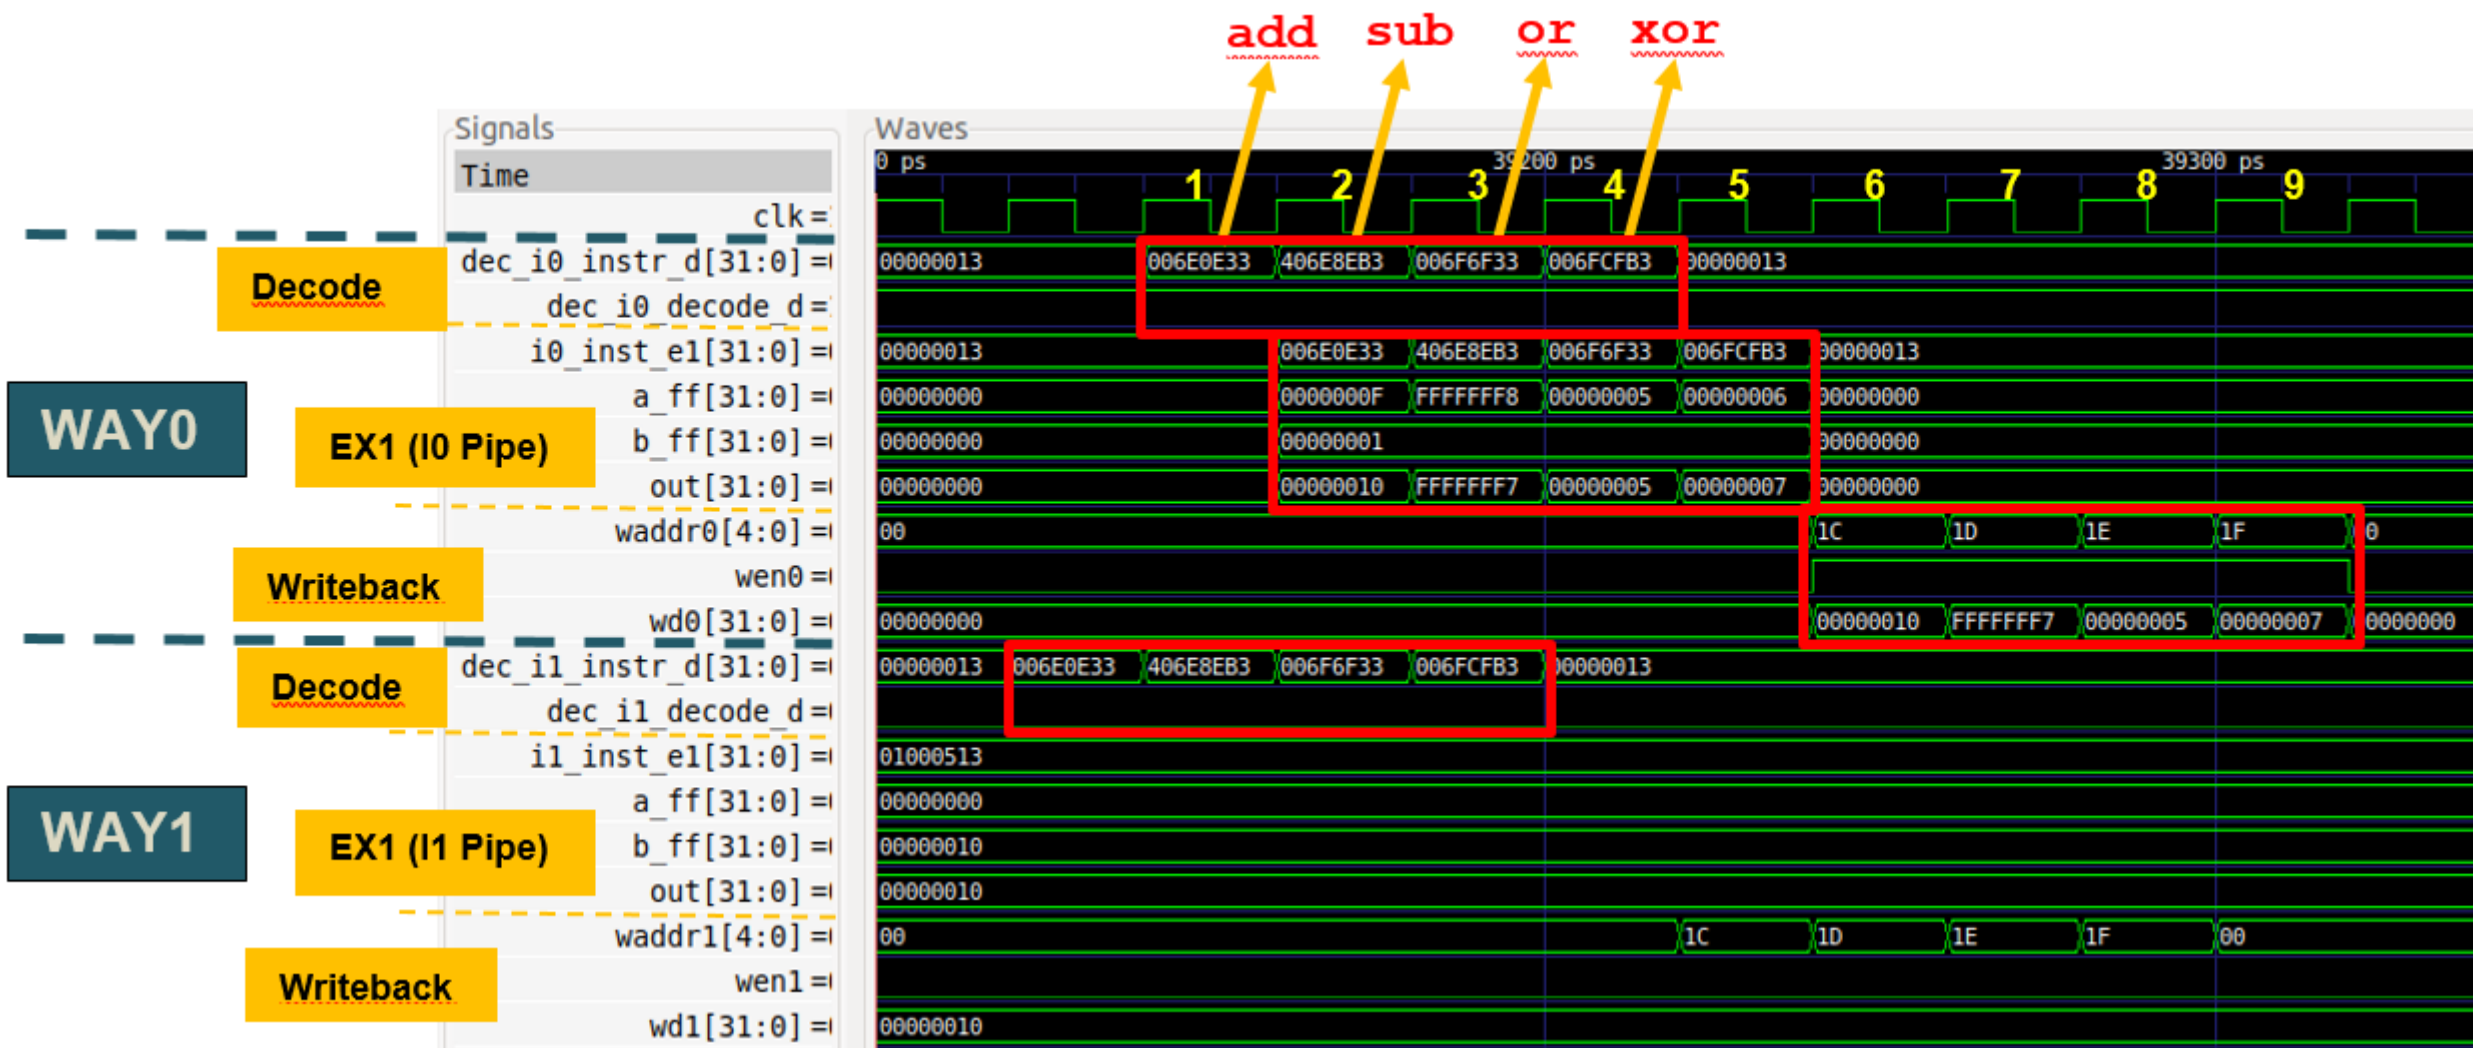 add sub or xor
Signals Waves
Time 0 ps 39200 ps 39300 ps
1 2 3 4 5 6 7 8 9
clk =
Decode
dec_i0_instr_d[31:0] = 00000013 006E0E33 406E8EB3 006F6F33 006FCFB3 00000013
dec_i0_decode_d =
i0_inst_e1[31:0] = 00000013 006E0E33 406E8EB3 006F6F33 006FCFB3 00000013
WAY0
EX1 (I0 Pipe)
a_ff[31:0] = 00000000 0000000F FFFFFFF8 00000005 00000006 00000000
b_ff[31:0] = 00000000 00000001 00000000
out[31:0] = 00000000 00000010 FFFFFFF7 00000005 00000007 00000000
waddr0[4:0] = 00 1C 1D 1E 1F 0
Writeback
wen0 =
wd0[31:0] = 00000000 00000010 FFFFFFF7 00000005 00000007 0000000
Decode
dec_i1_instr_d[31:0] = 00000013 006E0E33 406E8EB3 006F6F33 006FCFB3 00000013
dec_i1_decode_d =
i1_inst_e1[31:0] = 01000513
WAY1
EX1 (I1 Pipe)
a_ff[31:0] = 00000000
b_ff[31:0] = 00000010
out[31:0] = 00000010
waddr1[4:0] = 00 1C 1D 1E 1F 00
Writeback
wen1 =
wd1[31:0] = 00000010